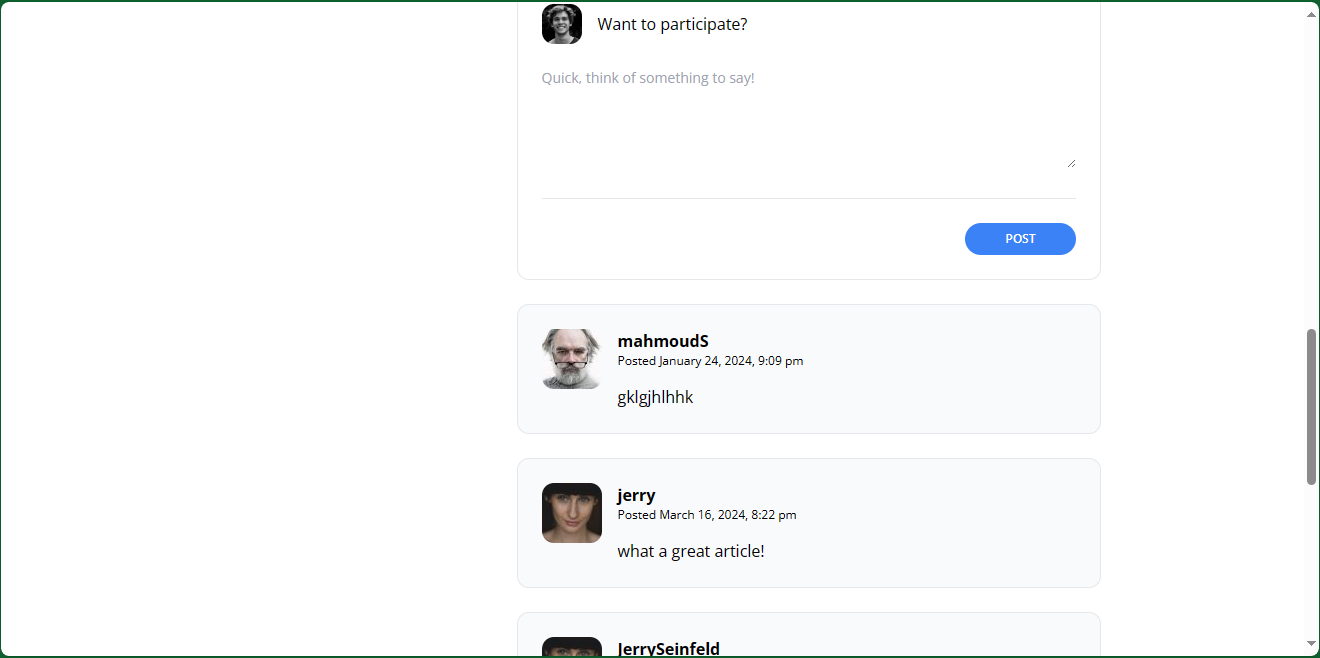 Want to participate?
Quick, think of something to say!
POST
mahmoudS
Posted January 24, 2024, 9:09 pm
gklgjhlhhk
jerry
Posted March 16, 2024, 8:22 pm
what a great article!
JerrySeinfeld